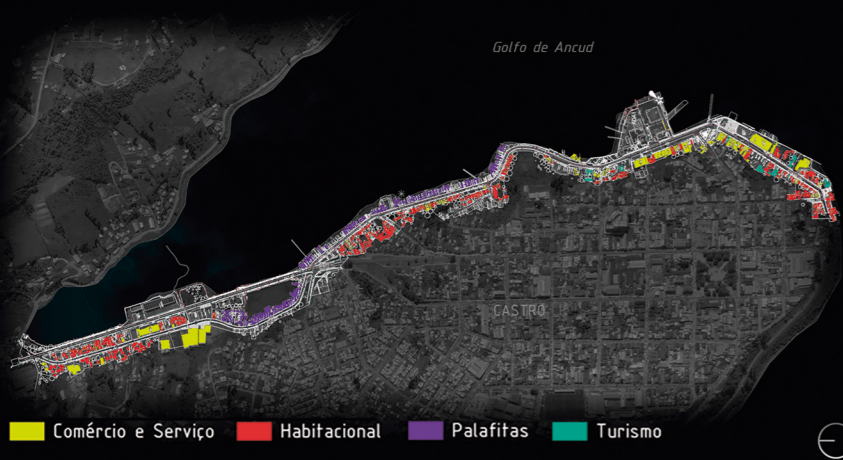 Golfo de Ancud
CASTRO
Comércio e Serviço
Habitacional
Palafitas
Turismo